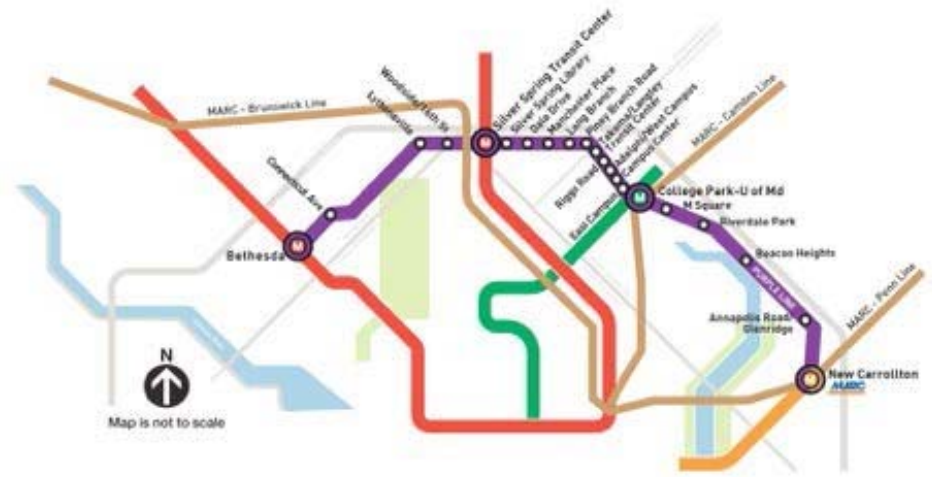 MARC - Brunswick Line
Lyttonsville
Woodside/16th St
Silver Spring Transit Center
Silver Spring Library
Dale Drive
Manchester Place
Long Branch
Piney Branch Road
Takoma/Langley
Transit Center
Riggs Road
Adelphi/West Campus
Campus Center
East Campus
MARC - Camden Line
Connecticut Ave
Bethesda
College Park-U of Md
M Square
Riverdale Park
Beacon Heights
PURPLE LINE
Annapolis Road/
Glenridge
MARC - Penn Line
New Carrollton
MARC
M
M
M
M
N
Map is not to scale